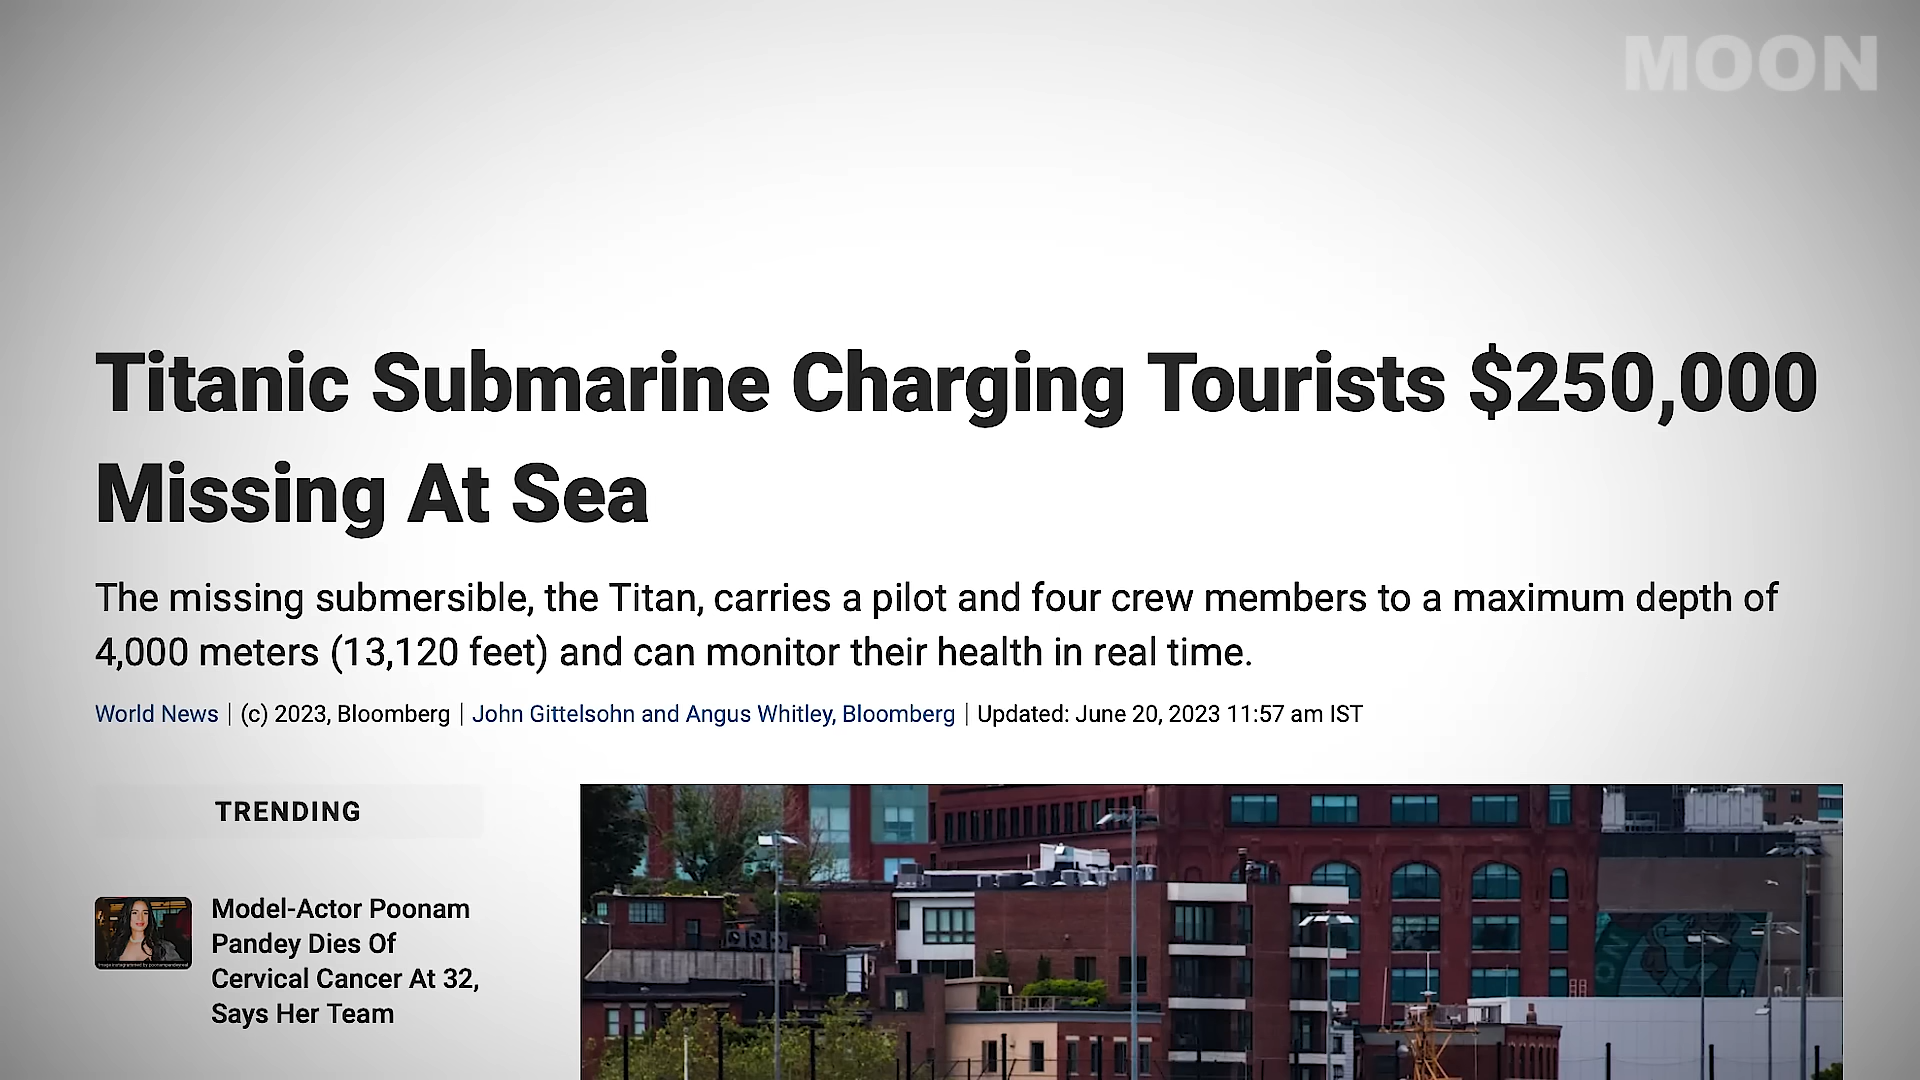 MOON
Titanic Submarine Charging Tourists $250,000
Missing At Sea
The missing submersible, the Titan, carries a pilot and four crew members to a maximum depth of
4,000 meters (13,120 feet) and can monitor their health in real time.
World News | (c) 2023, Bloomberg | John Gittelsohn and Angus Whitley, Bloomberg | Updated: June 20, 2023 11:57 am IST
TRENDING
Model-Actor Poonam
Pandey Dies Of
Cervical Cancer At 32,
Says Her Team